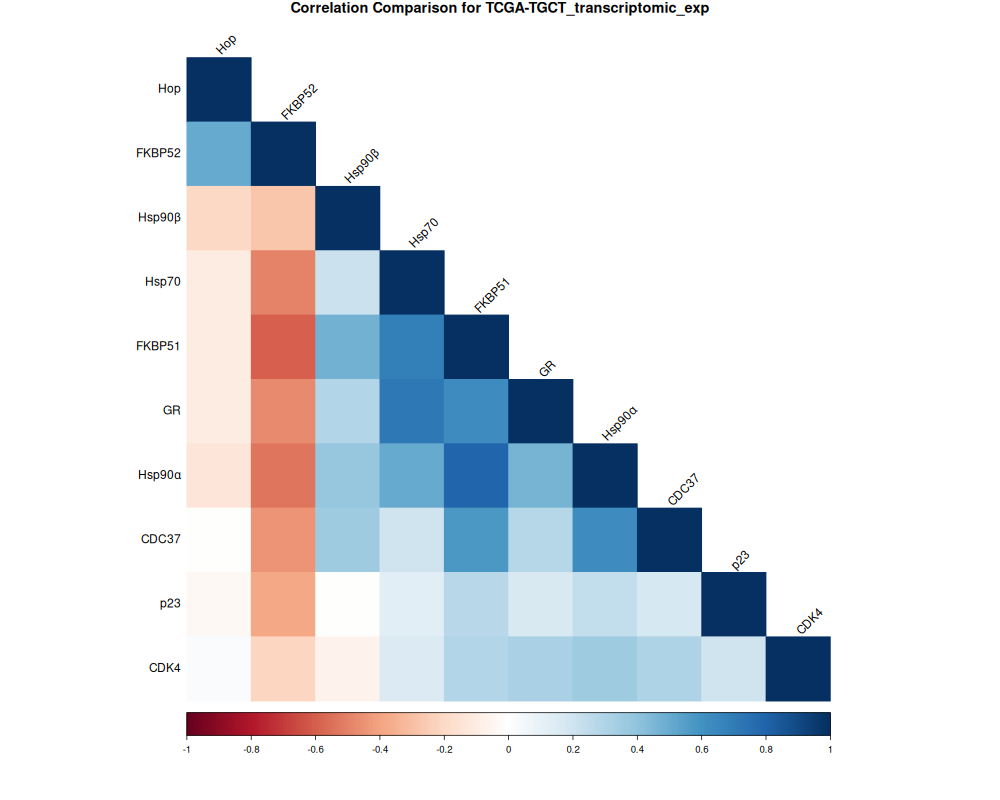 Correlation Comparison for TCGA-TGCT_transcriptomic_exp
Hop
FKBP52
Hsp90β
Hsp70
FKBP51
GR
Hsp90α
CDC37
p23
CDK4
Hop
FKBP52
Hsp90β
Hsp70
FKBP51
GR
Hsp90α
CDC37
p23
CDK4
-1 -0.8 -0.6 -0.4 -0.2 0 0.2 0.4 0.6 0.8 1